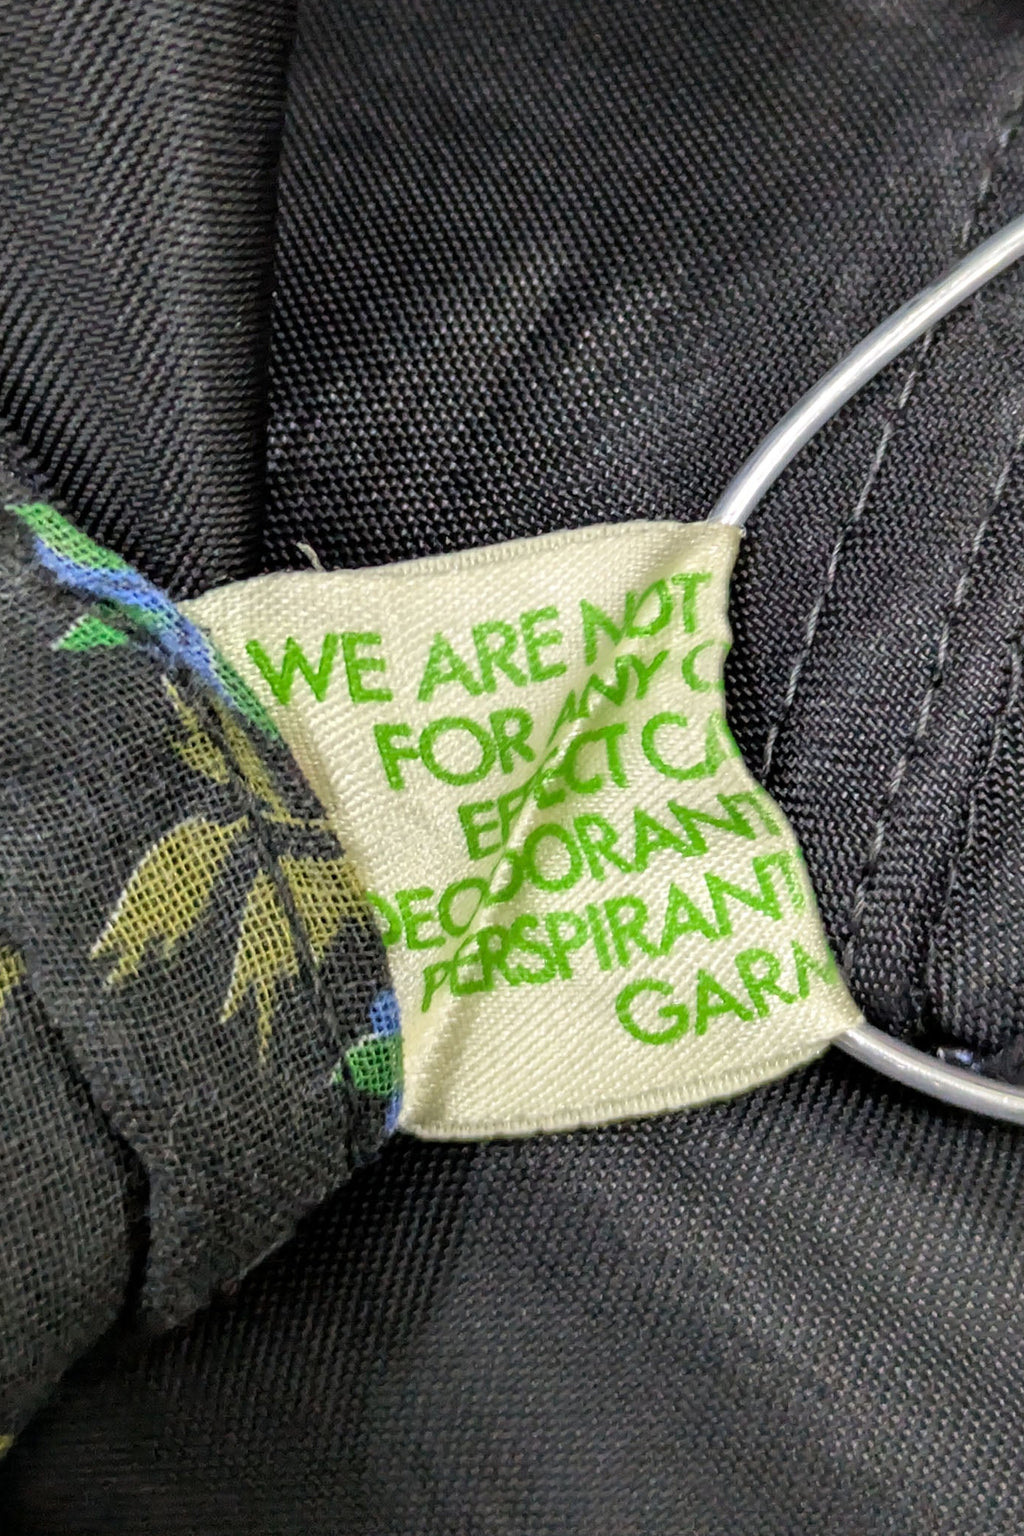 WE ARE NOT
FOR ANY
EFFECT
DEODORANT
PERSPIRANT